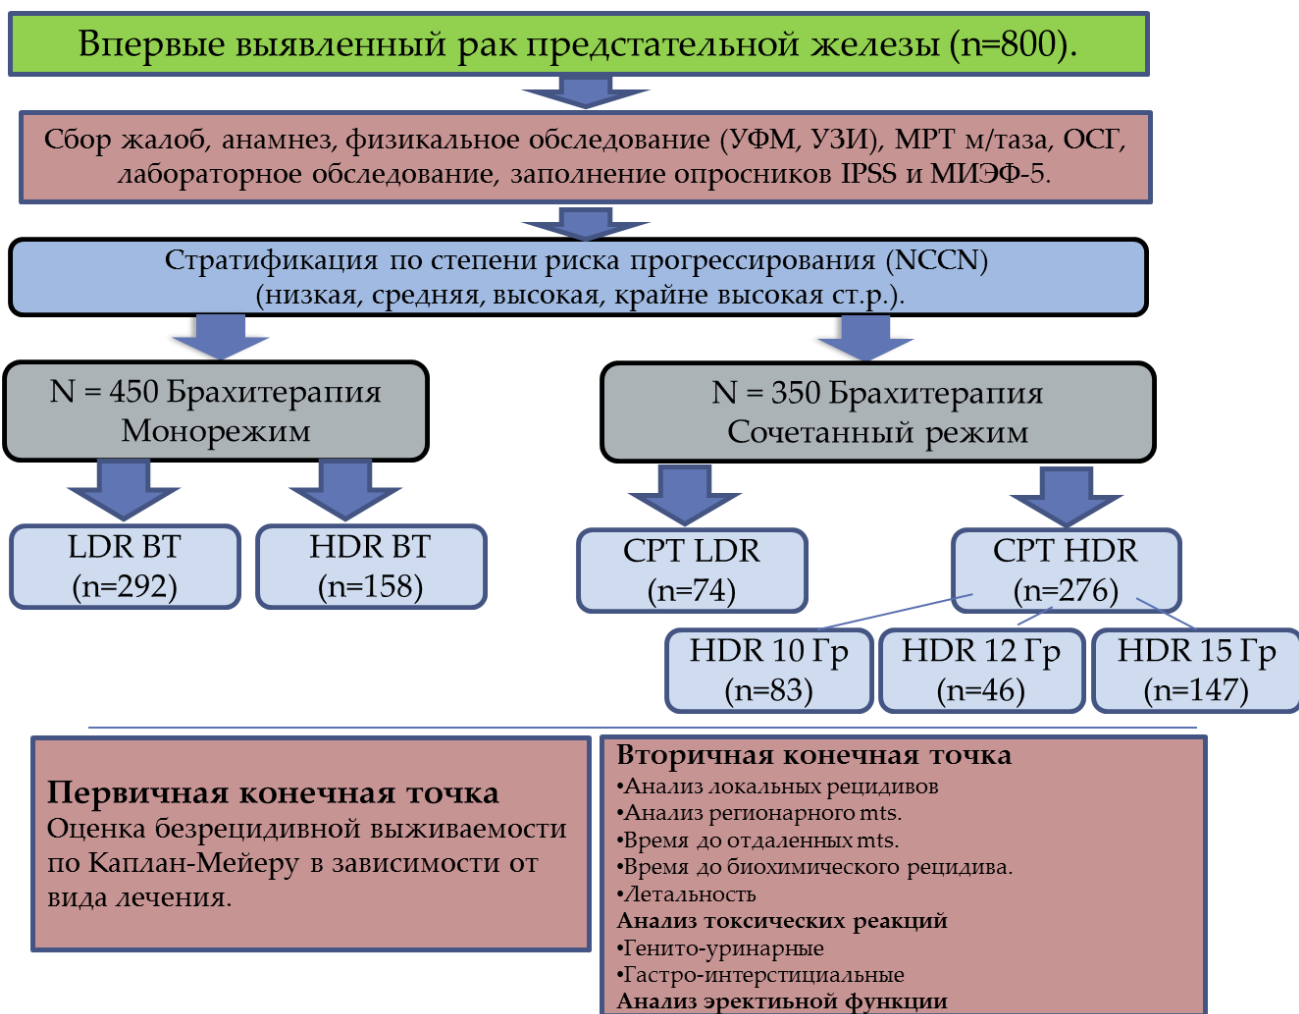 Впервые выявленный рак предстательной железы (n=800).
Сбор жалоб, анамнез, физикальное обследование (УФМ, УЗИ), МРТ м/таза, ОСГ,
лабораторное обследование, заполнение опросников IPSS и МИЭФ-5.
Стратификация по степени риска прогрессирования (NCCN)
(низкая, средняя, высокая, крайне высокая ст.р.).
N = 450 Брахитерапия
Монорежим
N = 350 Брахитерапия
Сочетанный режим
LDR BT
(n=292)
HDR BT
(n=158)
СРТ LDR
(n=74)
СРТ HDR
(n=276)
HDR 10 Гр
(n=83)
HDR 12 Гр
(n=46)
HDR 15 Гр
(n=147)
Первичная конечная точка
Оценка безрецидивной выживаемости
по Каплан-Мейеру в зависимости от
вида лечения.
Вторичная конечная точка
•Анализ локальных рецидивов
•Анализ регионарного mts.
•Время до отдаленных mts.
•Время до биохимического рецидива.
•Летальность
Анализ токсических реакций
•Генито-уринарные
•Гастро-интерстициальные
Анализ эректиьной функции